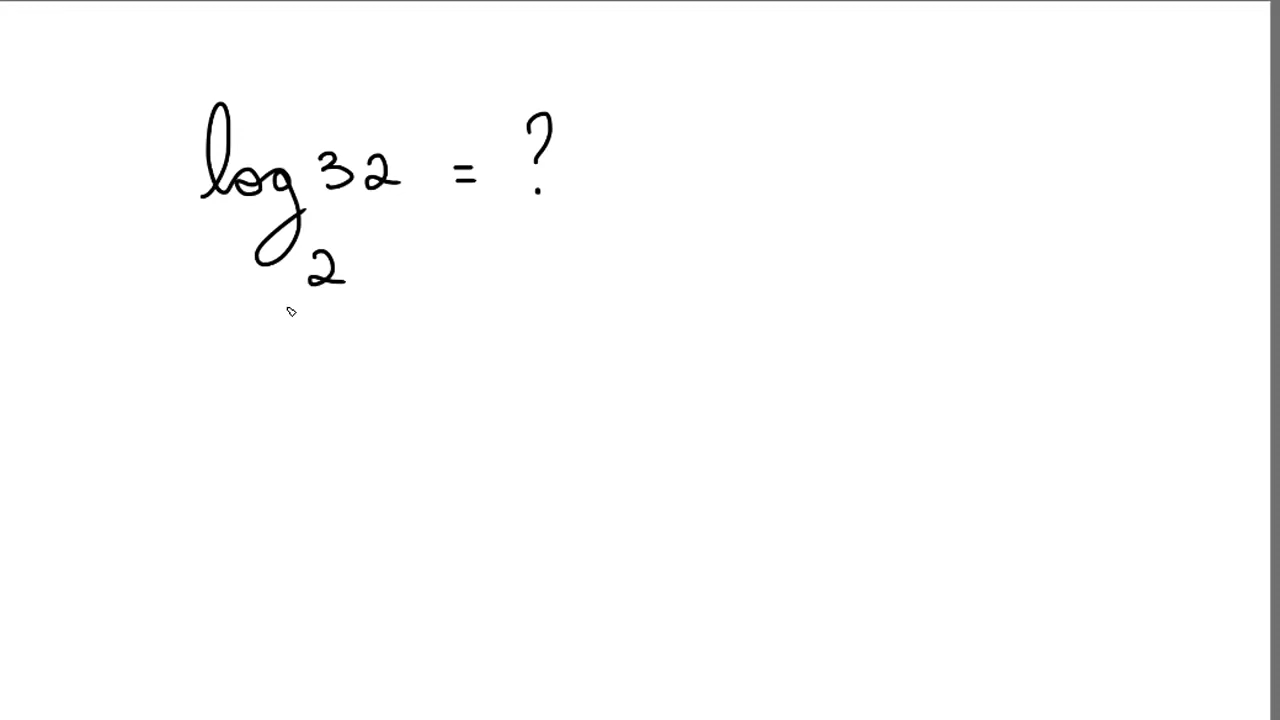 log₂ 32 = ?